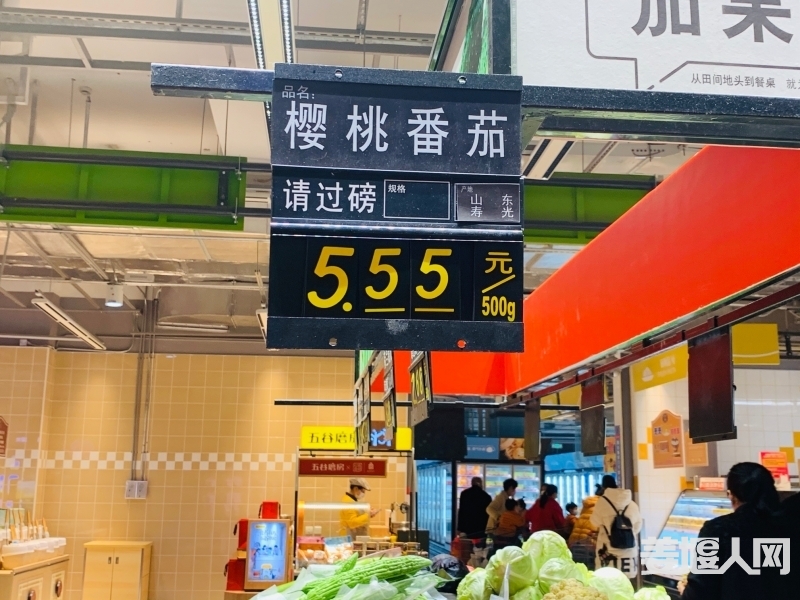 加菜
从田间地头到餐桌
品名:
樱桃番茄
请过磅
规格
产地
山东
寿光
5.55
元/500g
五谷磨房
五谷磨房
姜堰人网